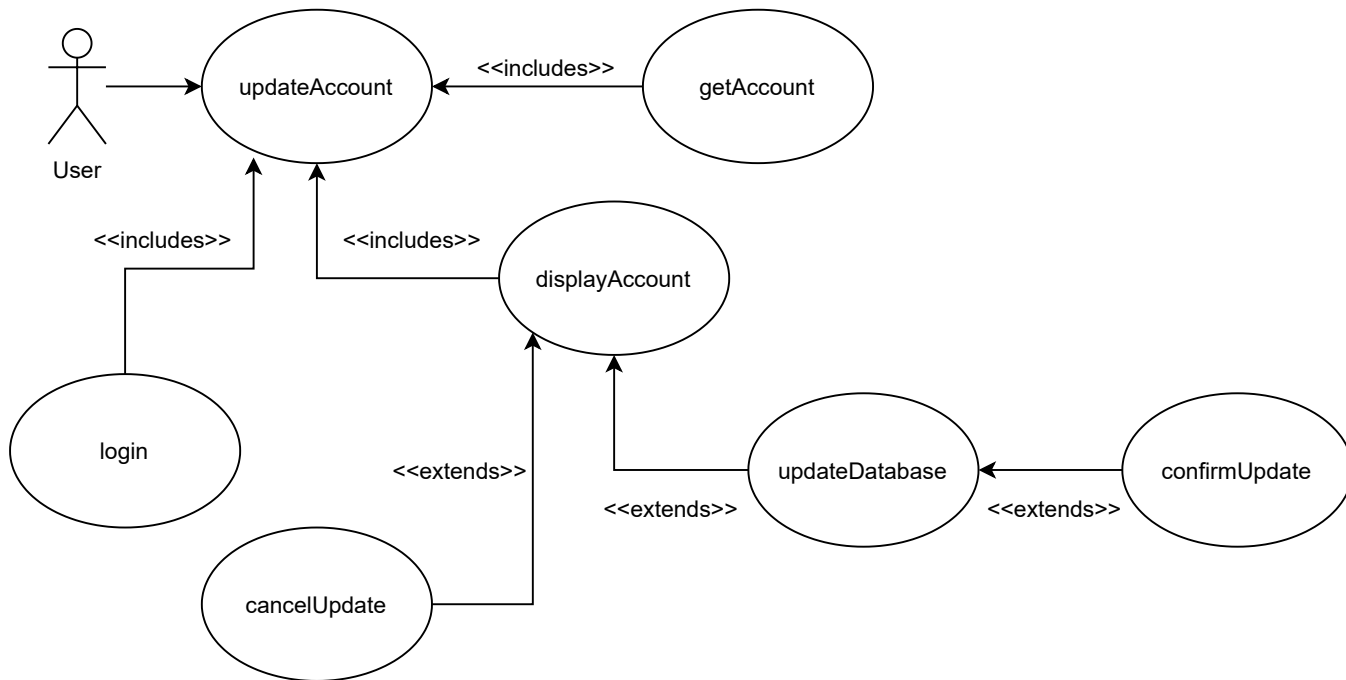 updateAccount
<<includes>>
getAccount
User
<<includes>>
<<includes>>
displayAccount
login
<<extends>>
updateDatabase
confirmUpdate
<<extends>>
<<extends>>
cancelUpdate